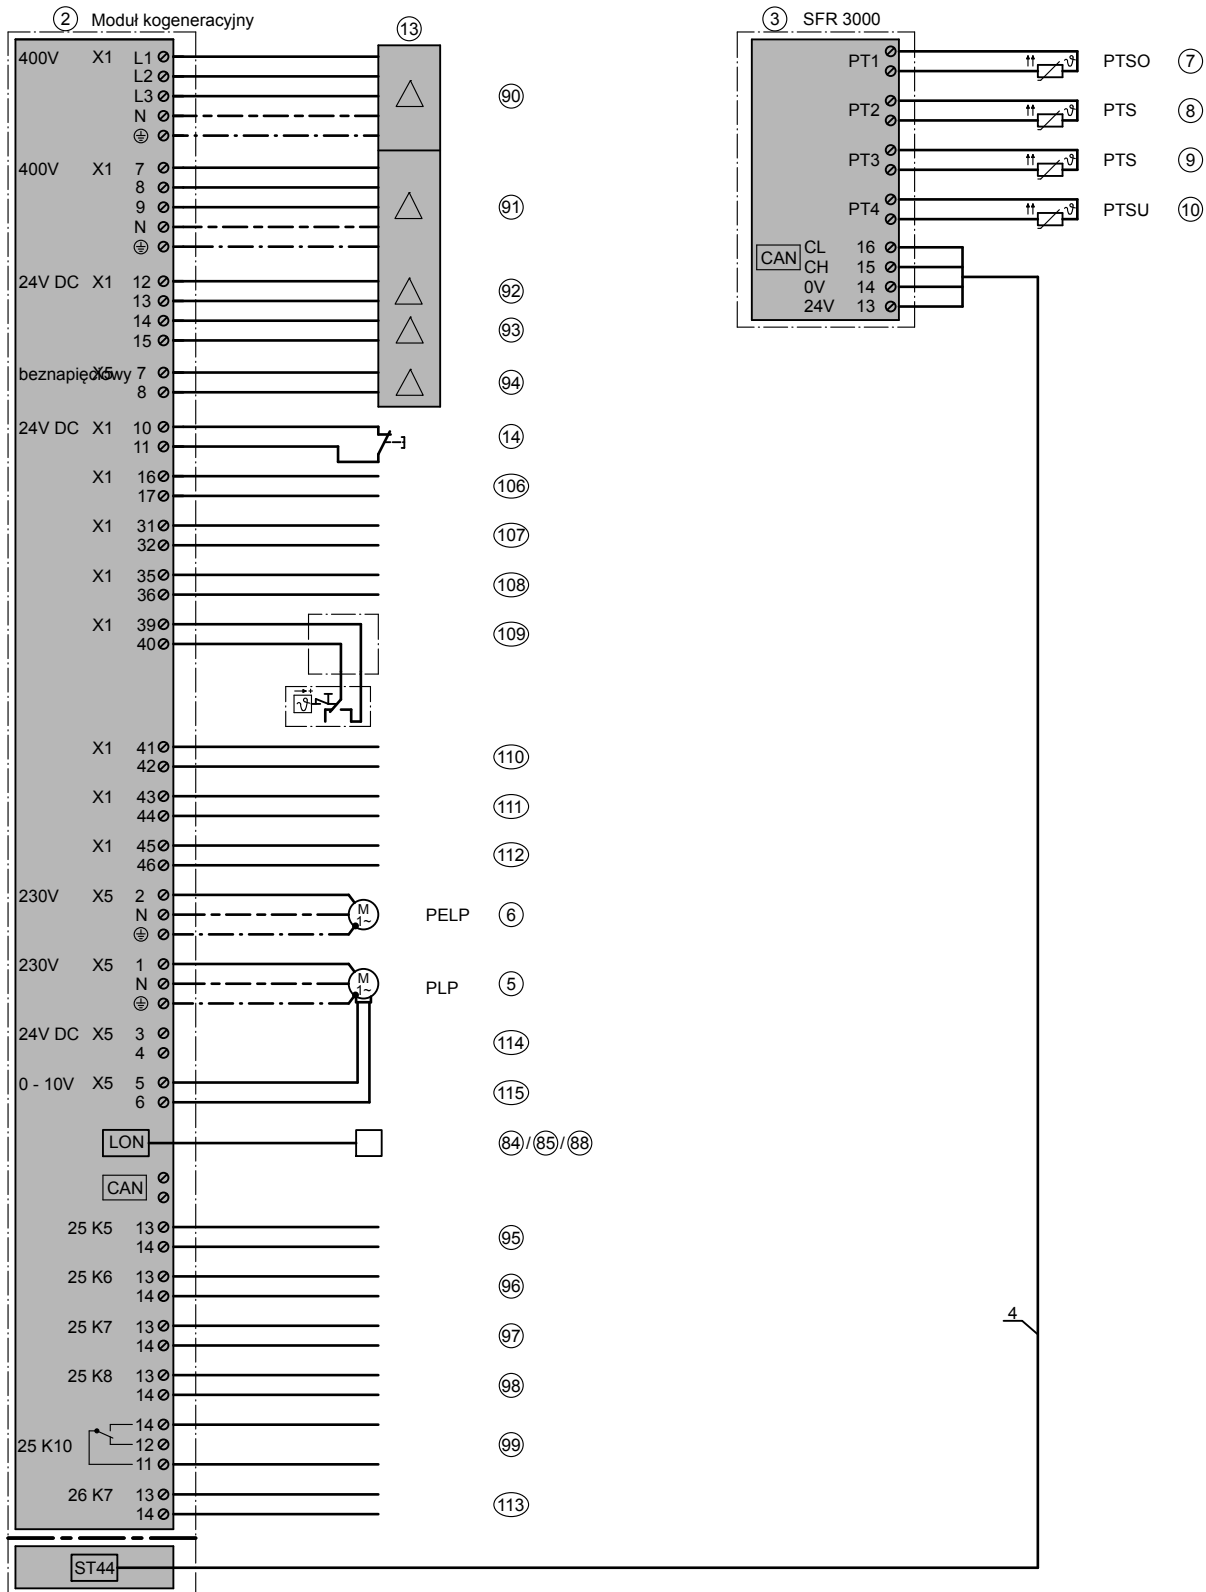 2 Moduł kogeneracyjny
13
400V X1 L1
L2
L3
N
90
400V X1 7
8
9
N
91
24V DC X1 12
13
92
14
15
93
beznapięciowy X5 7
8
94
24V DC X1 10
11
14
X1 16
17
106
X1 31
32
107
X1 35
36
108
X1 39
40
109
ϑ
X1 41
42
110
X1 43
44
111
X1 45
46
112
230V X5 2
N
M
1~
PELP 6
230V X5 1
N
M
1~
PLP 5
24V DC X5 3
4
114
0 - 10V X5 5
6
115
LON
84/85/88
CAN
25 K5 13
14
95
25 K6 13
14
96
25 K7 13
14
97
25 K8 13
14
98
14
25 K10 12
11
99
26 K7 13
14
113
ST44
3 SFR 3000
PT1 ϑ PTSO 7
PT2 ϑ PTS 8
PT3 ϑ PTS 9
PT4 ϑ PTSU 10
CAN CL 16
CH 15
0V 14
24V 13
4